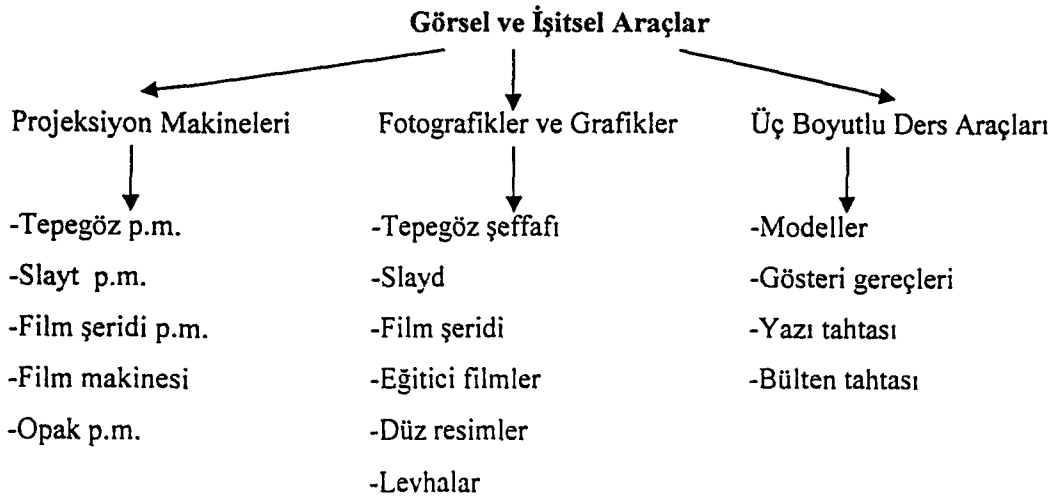 Görsel ve İşitsel Araçlar
Projeksiyon Makineleri
-Tepegöz p.m.
-Slayt p.m.
-Film şeridi p.m.
-Film makinesi
-Opak p.m.
Fotografikler ve Grafikler
-Tepegöz şeffafı
-Slayd
-Film şeridi
-Eğitici filmler
-Düz resimler
-Levhalar
Üç Boyutlu Ders Araçları
-Modeller
-Gösteri gereçleri
-Yazı tahtası
-Bülten tahtası